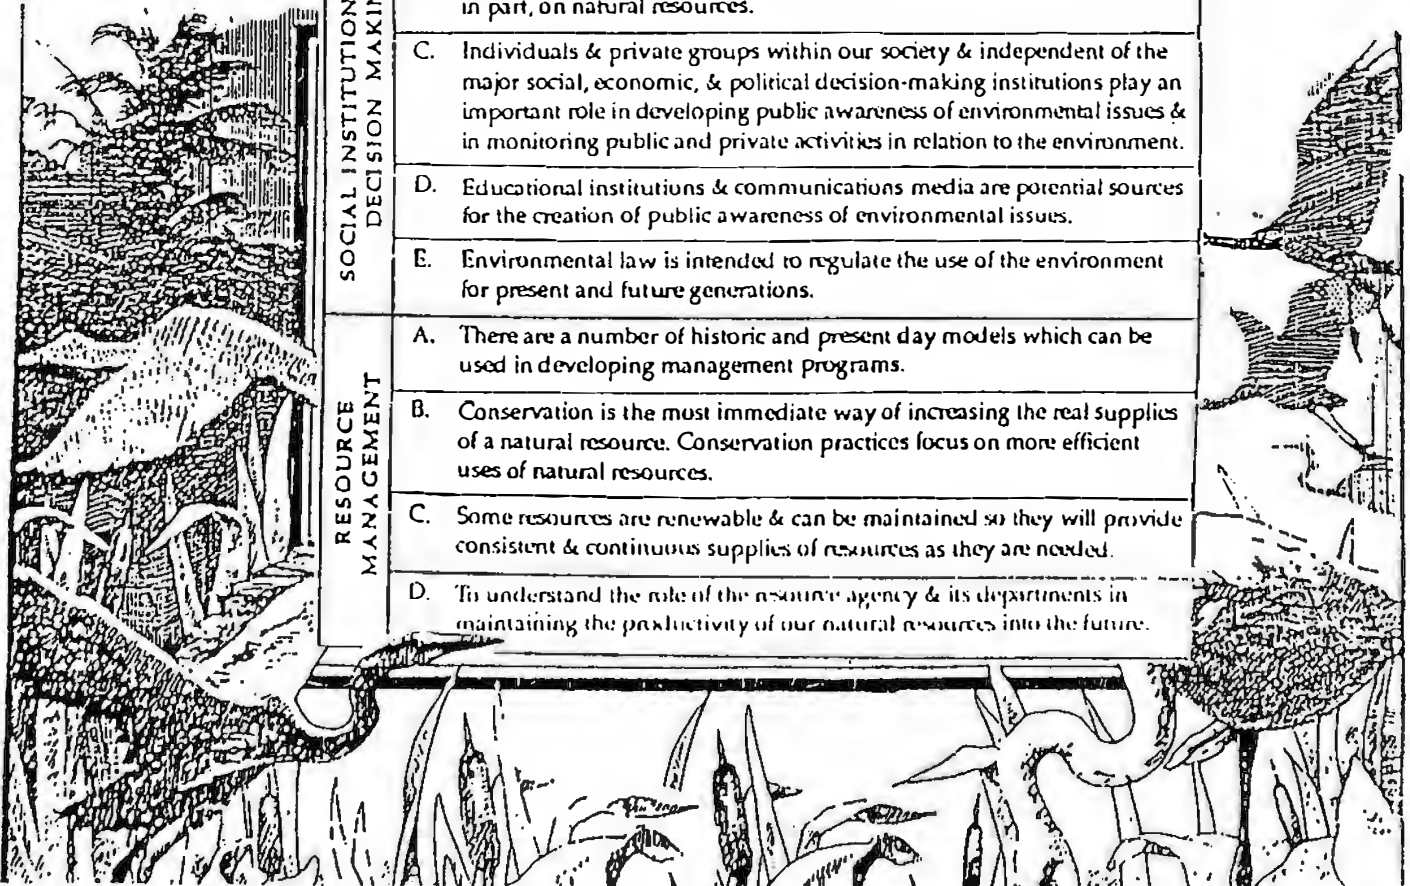 in part, on natural resources.
SOCIAL INSTITUTION
DECISION MAKIN
C. Individuals & private groups within our society & independent of the
major social, economic, & political decision-making institutions play an
important role in developing public awareness of environmental issues &
in monitoring public and private activities in relation to the environment.
D. Educational institutions & communications media are potential sources
for the creation of public awareness of environmental issues.
E. Environmental law is intended to regulate the use of the environment
for present and future generations.
RESOURCE
MANAGEMENT
A. There are a number of historic and present day models which can be
used in developing management programs.
B. Conservation is the most immediate way of increasing the real supplies
of a natural resource. Conservation practices focus on more efficient
uses of natural resources.
C. Some resources are renewable & can be maintained so they will provide
consistent & continuous supplies of resources as they are needed.
D. To understand the role of the resource agency & its departments in
maintaining the productivity of our natural resources into the future.